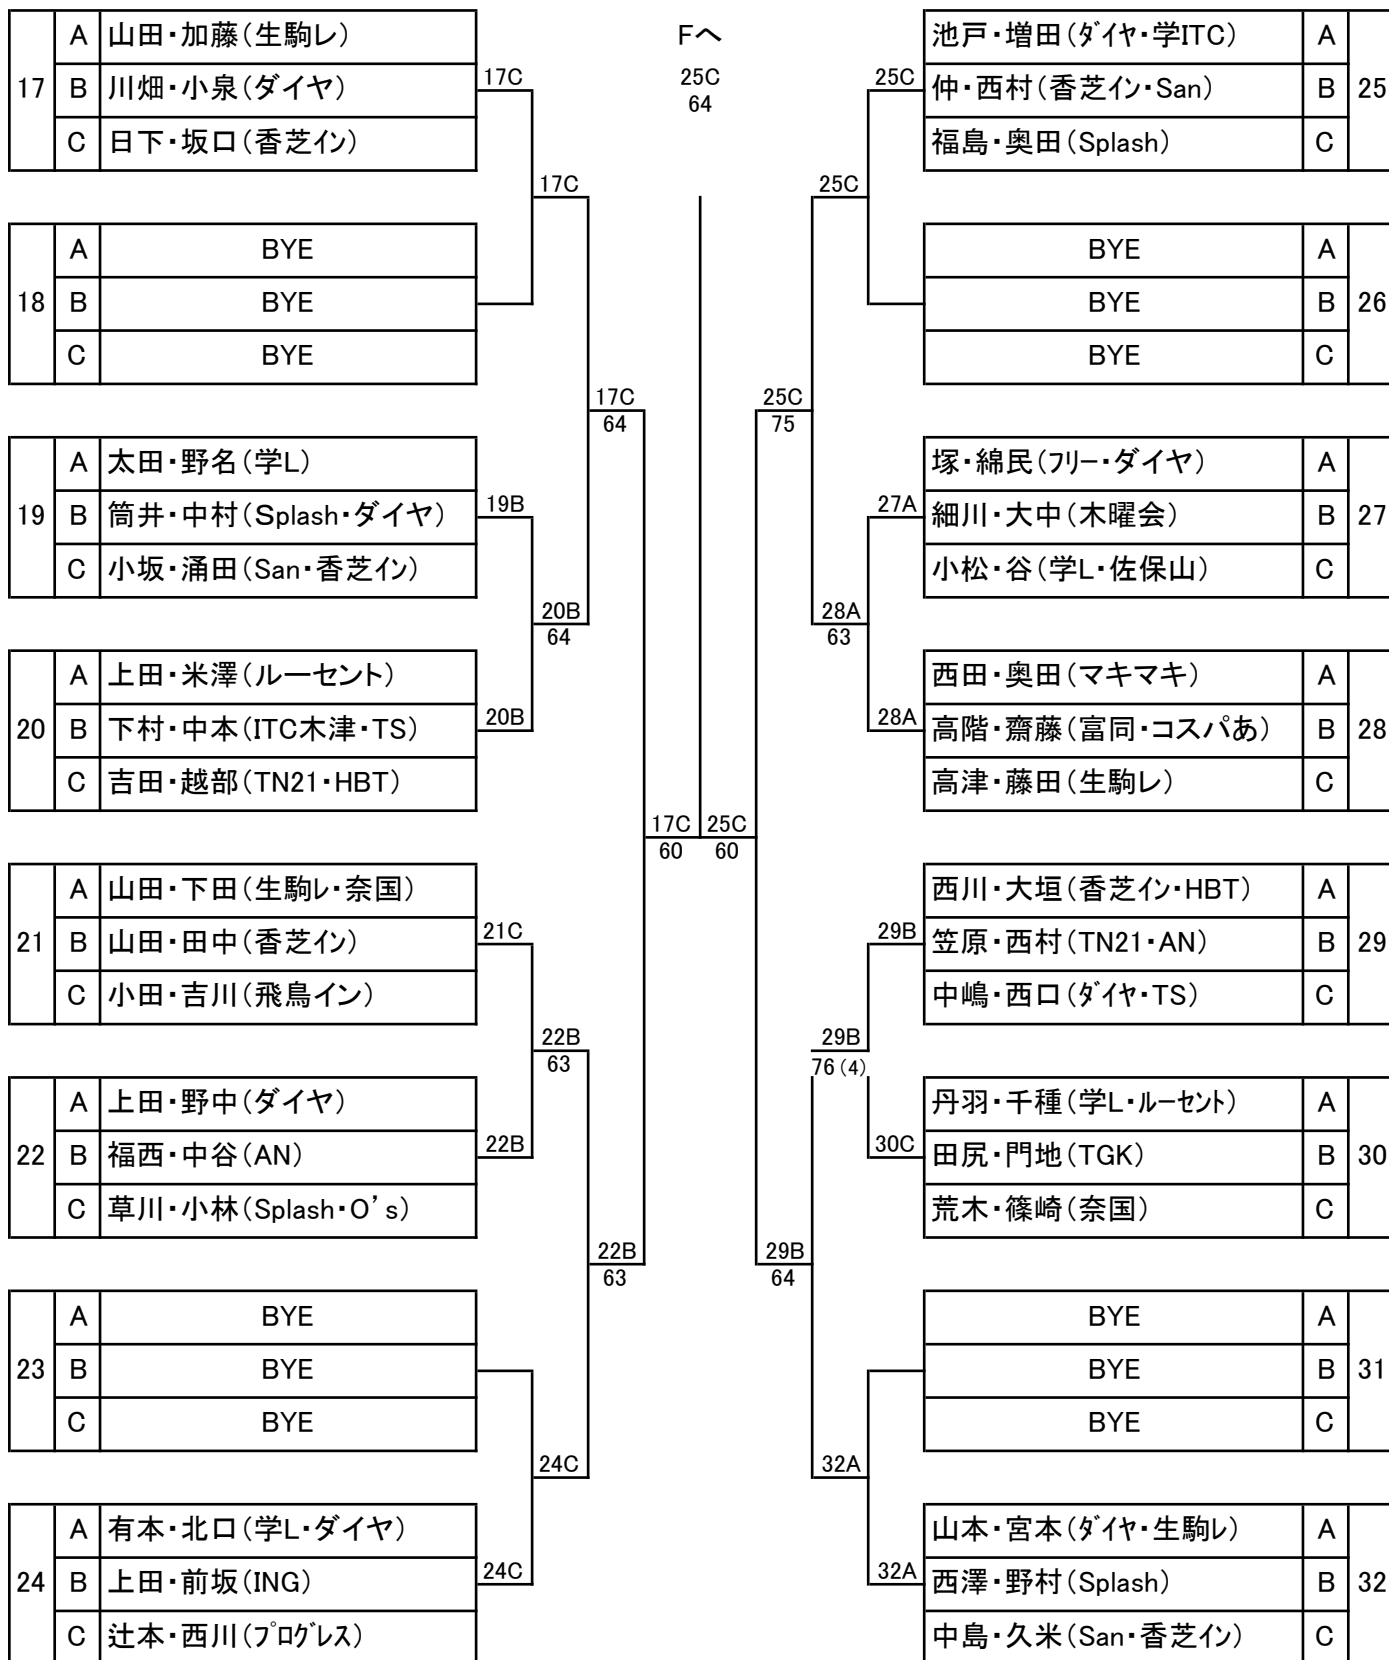 Fへ
25C
64
17
A 山田・加藤(生駒レ)
B 川畑・小泉(ダイヤ)
C 日下・坂口(香芝イン)
17C
17C
18
A BYE
B BYE
C BYE
17C
64
19
A 太田・野名(学L)
B 筒井・中村(Splash・ダイヤ)
C 小坂・涌田(San・香芝イン)
19B
20B
64
20
A 上田・米澤(ルーセント)
B 下村・中本(ITC木津・TS)
C 吉田・越部(TN21・HBT)
20B
17C
60
21
A 山田・下田(生駒レ・奈国)
B 山田・田中(香芝イン)
C 小田・吉川(飛鳥イン)
21C
22B
63
22
A 上田・野中(ダイヤ)
B 福西・中谷(AN)
C 草川・小林(Splash・O’s)
22B
22B
63
23
A BYE
B BYE
C BYE
24C
24
A 有本・北口(学L・ダイヤ)
B 上田・前坂(ING)
C 辻本・西川(プログレス)
24C
池戸・増田(ダイヤ・学ITC) A
仲・西村(香芝イン・San) B
福島・奥田(Splash) C
25
25C
25C
BYE A
BYE B
BYE C
26
25C
75
塚・綿民(フリー・ダイヤ) A
細川・大中(木曜会) B
小松・谷(学L・佐保山) C
27
27A
28A
63
西田・奥田(マキマキ) A
高階・齋藤(富同・コスパあ) B
高津・藤田(生駒レ) C
28
28A
25C
60
西川・大垣(香芝イン・HBT) A
笠原・西村(TN21・AN) B
中嶋・西口(ダイヤ・TS) C
29
29B
29B
76(4)
丹羽・千種(学L・ルーセント) A
田尻・門地(TGK) B
荒木・篠崎(奈国) C
30
30C
29B
64
BYE A
BYE B
BYE C
31
32A
山本・宮本(ダイヤ・生駒レ) A
西澤・野村(Splash) B
中島・久米(San・香芝イン) C
32
32A